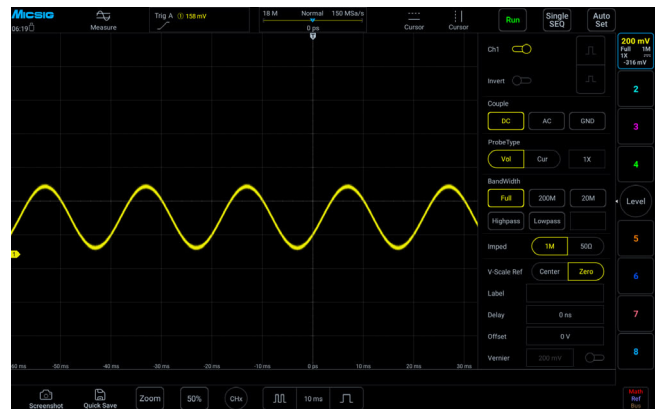 Micsig
06:19
Measure
Trig A ① 158 mV
18 M Normal 150 MSa/s
0 ps
Cursor
Cursor
Run
Single SEQ
Auto Set
200 mV
Full 1M
1X
-316 mV
Ch1
Invert
2
Couple
DC AC GND
3
ProbeType
Vol Cur 1X
4
BandWidth
Full 200M 20M
Level
Highpass Lowpass
Imped 1M 50Ω
5
V-Scale Ref Center Zero
6
Label
Delay 0 ns
7
Offset 0 V
Vernier 200 mV
8
1
-50 ms -40 ms -30 ms -20 ms -10 ms 0 ps 10 ms 20 ms 30 ms
Screenshot
Quick Save
Zoom
50%
CHx
10 ms
Math
Ref
Bus